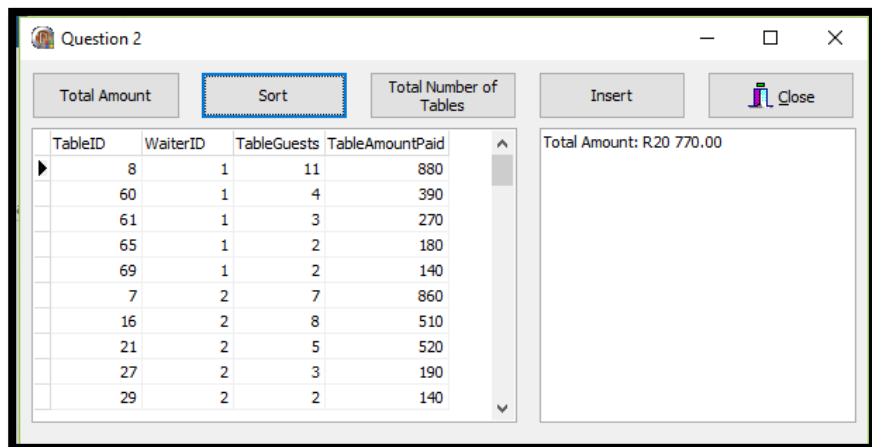 Question 2
Total Amount
Sort
Total Number of
Tables
Insert
Close
TableID WaiterID TableGuests TableAmountPaid
8 1 11 880
60 1 4 390
61 1 3 270
65 1 2 180
69 1 2 140
7 2 7 860
16 2 8 510
21 2 5 520
27 2 3 190
29 2 2 140
Total Amount: R20 770.00